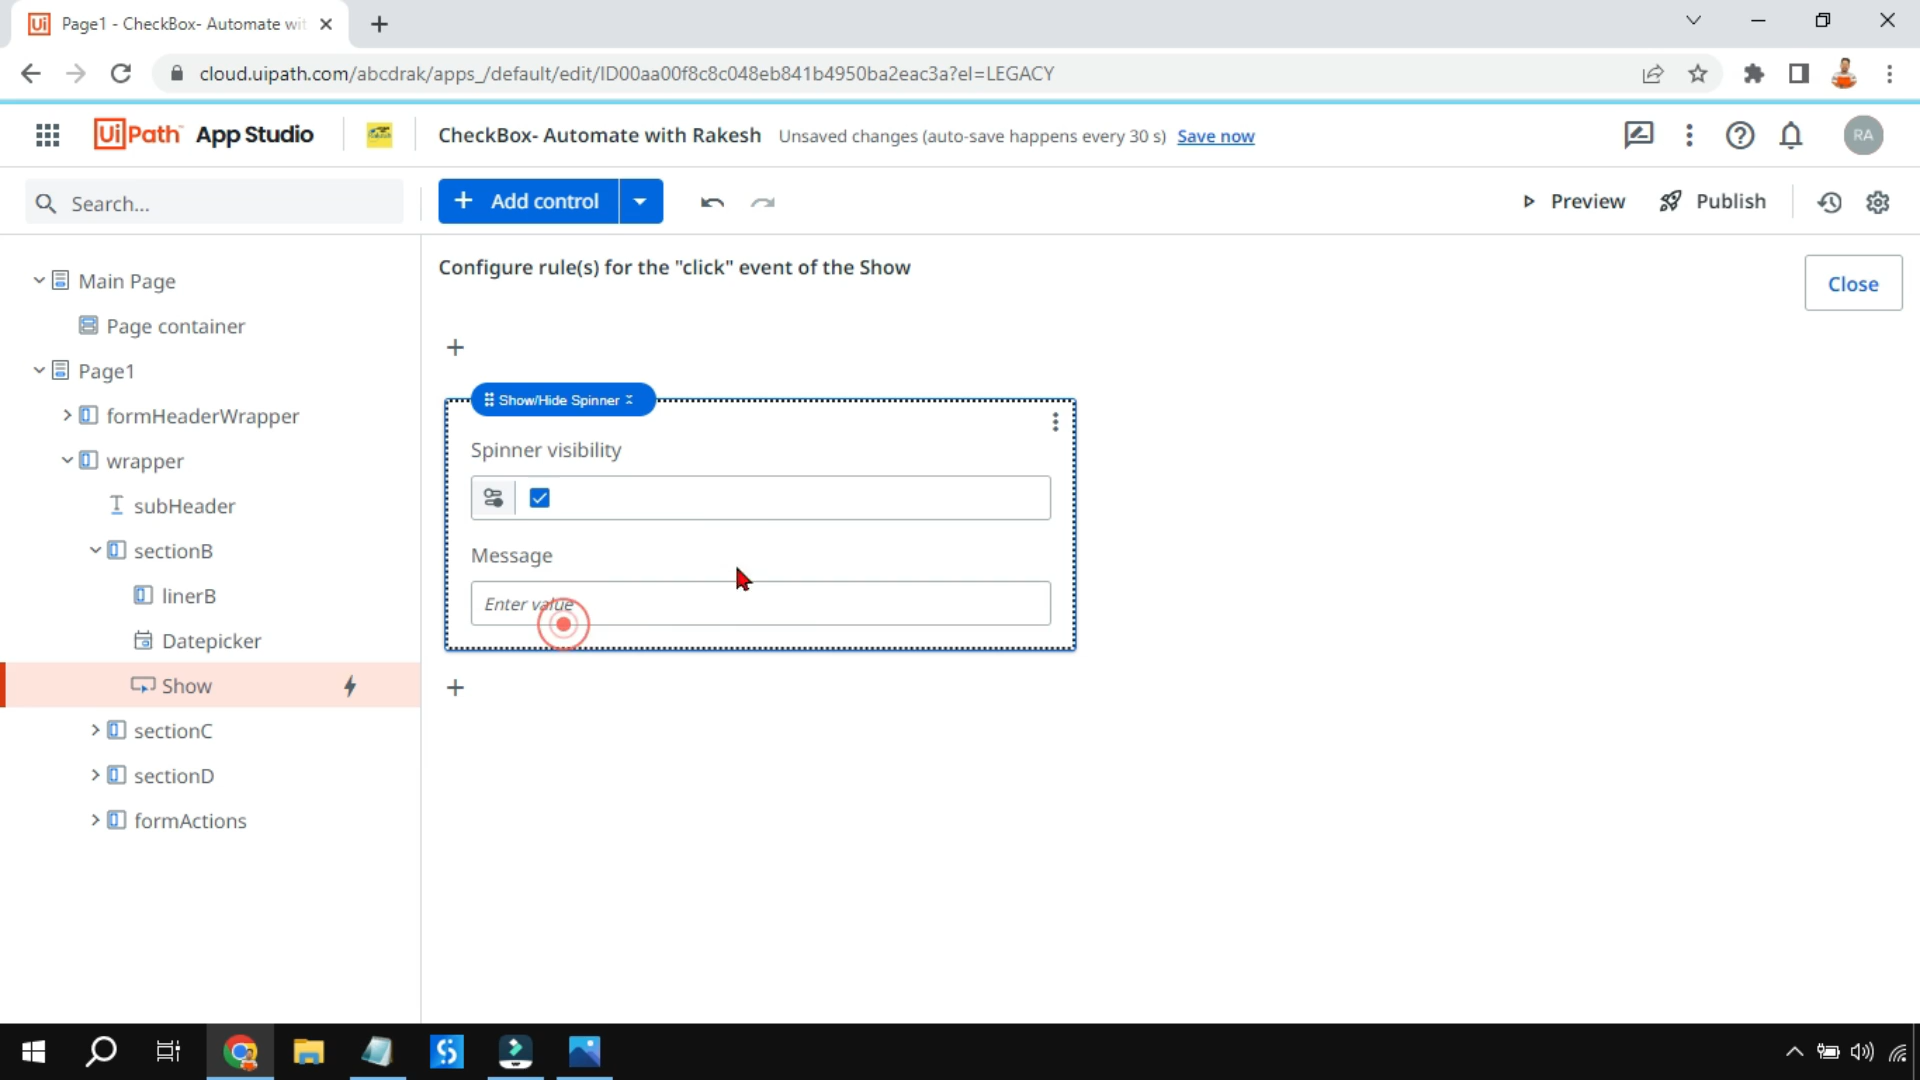 Page1 - CheckBox- Automate wit
cloud.uipath.com/abcdrak/apps_/default/edit/ID00aa00f8c8c048eb841b4950ba2eac3a?el=LEGACY
UiPath™ App Studio
CheckBox- Automate with Rakesh Unsaved changes (auto-save happens every 30 s) Save now
RA
Search...
Add control
Preview
Publish
Configure rule(s) for the "click" event of the Show
Close
Main Page
Page container
Page1
formHeaderWrapper
wrapper
subHeader
sectionB
linerB
Datepicker
Show
sectionC
sectionD
formActions
Show/Hide Spinner
Spinner visibility
Message
Enter value